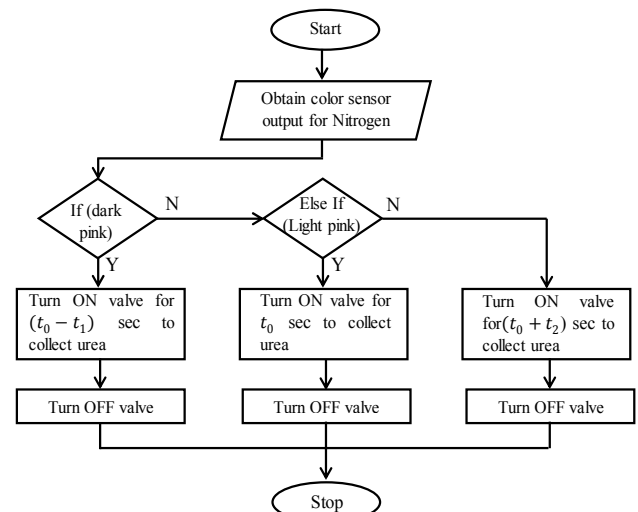 Start
Obtain color sensor
output for Nitrogen
If (dark
pink)
N
Else If
(Light pink)
N
Y
Y
Turn ON valve for
(t₀ − t₁) sec to
collect urea
Turn ON valve for
t₀ sec to collect
urea
Turn ON valve
for(t₀ + t₂) sec to
collect urea
Turn OFF valve
Turn OFF valve
Turn OFF valve
Stop